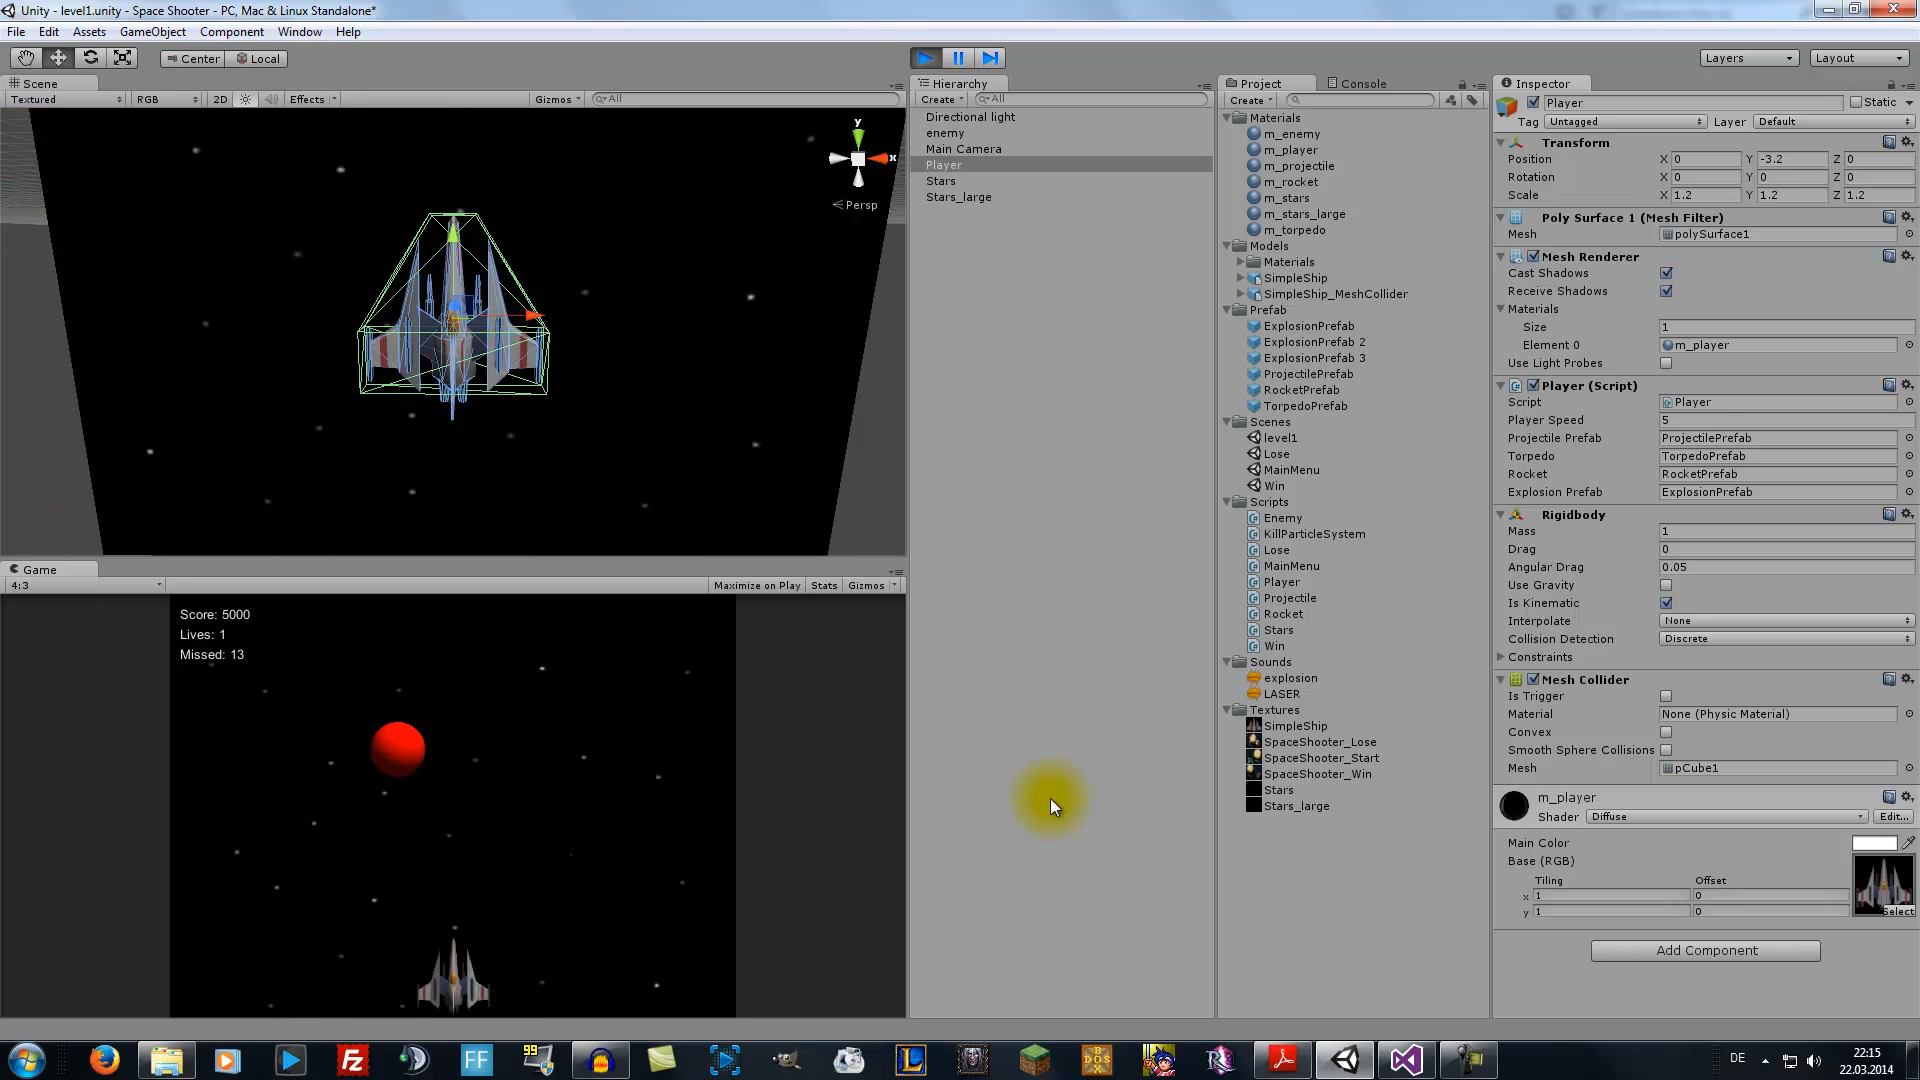 Unity - level1.unity - Space Shooter - PC, Mac & Linux Standalone*
File Edit Assets GameObject Component Window Help
Center Local
Layers Layout
Scene
Textured RGB 2D Effects Gizmos All
y
x
Persp
Game
4:3 Maximize on Play Stats Gizmos
Score: 5000
Lives: 1
Missed: 13
Hierarchy
Create All
Directional light
enemy
Main Camera
Player
Stars
Stars_large
Project Console
Create
Materials
m_enemy
m_player
m_projectile
m_rocket
m_stars
m_stars_large
m_torpedo
Models
Materials
SimpleShip
SimpleShip_MeshCollider
Prefab
ExplosionPrefab
ExplosionPrefab 2
ExplosionPrefab 3
ProjectilePrefab
RocketPrefab
TorpedoPrefab
Scenes
level1
Lose
MainMenu
Win
Scripts
Enemy
KillParticleSystem
Lose
MainMenu
Player
Projectile
Rocket
Stars
Win
Sounds
explosion
LASER
Textures
SimpleShip
SpaceShooter_Lose
SpaceShooter_Start
SpaceShooter_Win
Stars
Stars_large
Inspector
Player Static
Tag Untagged Layer Default
Transform
Position X 0 Y -3.2 Z 0
Rotation X 0 Y 0 Z 0
Scale X 1.2 Y 1.2 Z 1.2
Poly Surface 1 (Mesh Filter)
Mesh polySurface1
Mesh Renderer
Cast Shadows
Receive Shadows
Materials
Size 1
Element 0 m_player
Use Light Probes
Player (Script)
Script Player
Player Speed 5
Projectile Prefab ProjectilePrefab
Torpedo TorpedoPrefab
Rocket RocketPrefab
Explosion Prefab ExplosionPrefab
Rigidbody
Mass 1
Drag 0
Angular Drag 0.05
Use Gravity
Is Kinematic
Interpolate None
Collision Detection Discrete
Constraints
Mesh Collider
Is Trigger
Material None (Physic Material)
Convex
Smooth Sphere Collisions
Mesh pCube1
m_player
Shader Diffuse Edit...
Main Color
Base (RGB)
Tiling Offset
x 1 0
y 1 0
Select
Add Component
Fz FF 99 L DOS BOX R
DE 22:15
22.03.2014